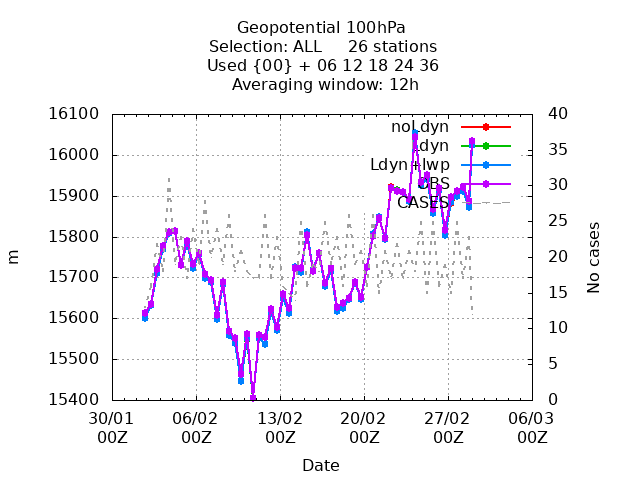 Geopotential 100hPa
Selection: ALL 26 stations
Used {00} + 06 12 18 24 36
Averaging window: 12h
16100
16000
15900
15800
15700
15600
15500
15400
m
40
35
30
25
20
15
10
5
0
No cases
noLdyn
Ldyn
Ldyn+lwp
OBS
CASES
30/01 06/02 13/02 20/02 27/02 06/03
00Z 00Z 00Z 00Z 00Z 00Z
Date